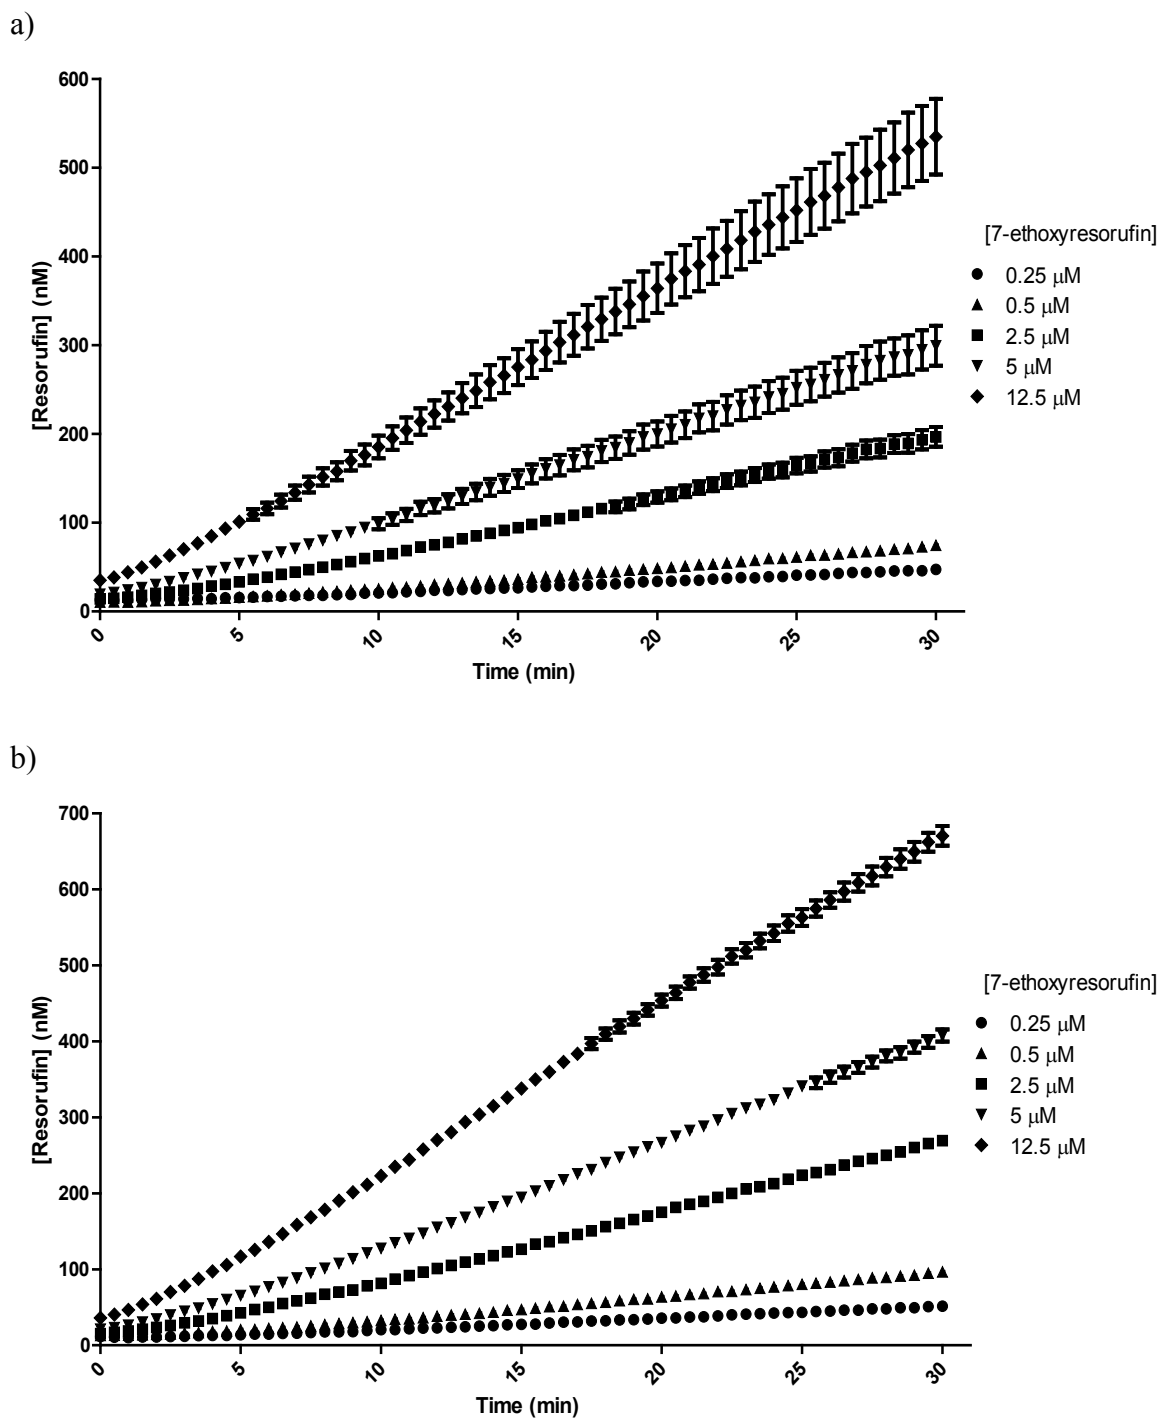 a)
600
500
400
300
200
100
0
[Resorufin] (nM)
0 5 10 15 20 25 30
Time (min)
[7-ethoxyresorufin]
0.25 μM
0.5 μM
2.5 μM
5 μM
12.5 μM
b)
700
600
500
400
300
200
100
0
[Resorufin] (nM)
0 5 10 15 20 25 30
Time (min)
[7-ethoxyresorufin]
0.25 μM
0.5 μM
2.5 μM
5 μM
12.5 μM